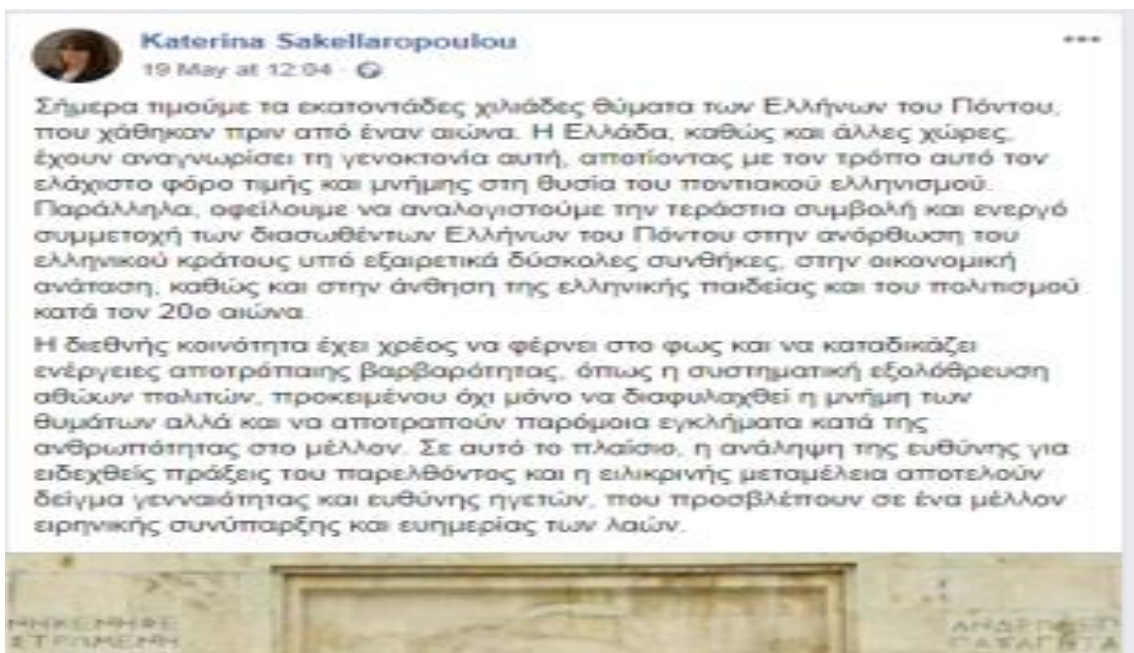 Katerina Sakellaropoulou
19 May at 12:04
Σήμερα τιμούμε τα εκατοντάδες χιλιάδες θύματα των Ελλήνων του Πόντου,
που χάθηκαν πριν από έναν αιώνα. Η Ελλάδα, καθώς και άλλες χώρες,
έχουν αναγνωρίσει τη γενοκτονία αυτή, αποτίοντας με τον τρόπο αυτό τον
ελάχιστο φόρο τιμής και μνήμης στη θυσία του ποντιακού ελληνισμού.
Παράλληλα, οφείλουμε να αναλογιστούμε την τεράστια συμβολή και ενεργό
συμμετοχή των διασωθέντων Ελλήνων του Πόντου στην ανόρθωση του
ελληνικού κράτους υπό εξαιρετικά δύσκολες συνθήκες, στην οικονομική
ανάταση, καθώς και στην άνθηση της ελληνικής παιδείας και του πολιτισμού
κατά τον 20ο αιώνα.
Η διεθνής κοινότητα έχει χρέος να φέρνει στο φως και να καταδικάζει
ενέργειες αποτρόπαιης βαρβαρότητας, όπως η συστηματική εξολόθρευση
αθώων πολιτών, προκειμένου όχι μόνο να διαφυλαχθεί η μνήμη των
θυμάτων αλλά και να αποτραπούν παρόμοια εγκλήματα κατά της
ανθρωπότητας στο μέλλον. Σε αυτό το πλαίσιο, η ανάληψη της ευθύνης για
ειδεχθείς πράξεις του παρελθόντος και η ειλικρινής μεταμέλεια αποτελούν
δείγμα γενναιότητας και ευθύνης ηγετών, που προσβλέπουν σε ένα μέλλον
ειρηνικής συνύπαρξης και ευημερίας των λαών.